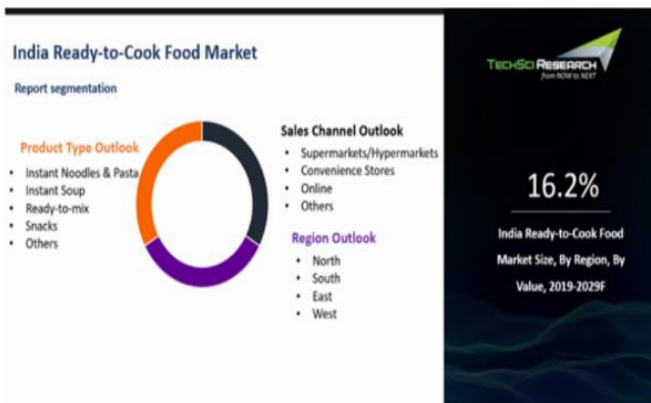 India Ready-to-Cook Food Market
Report segmentation
Product Type Outlook
• Instant Noodles & Pasta
• Instant Soup
• Ready-to-mix
• Snacks
• Others
Sales Channel Outlook
• Supermarkets/Hypermarkets
• Convenience Stores
• Online
• Others
Region Outlook
• North
• South
• East
• West
TechSci Research
from NOW to NEXT
16.2%
India Ready-to-Cook Food
Market Size, By Region, By
Value, 2019-2029F